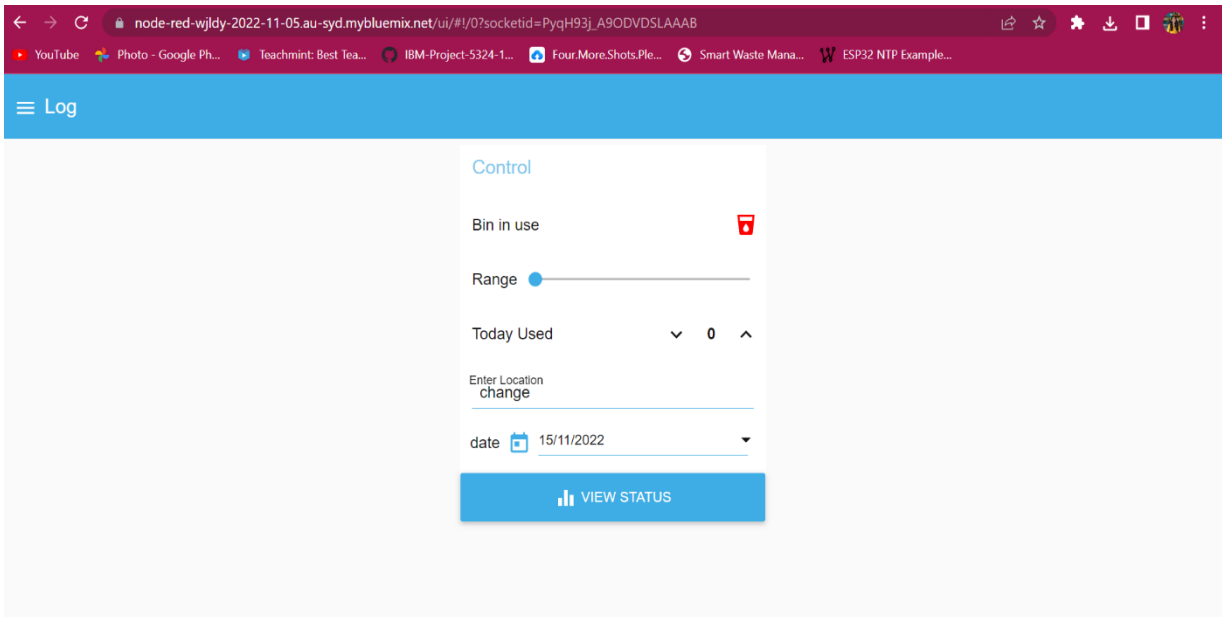 node-red-wjldy-2022-11-05.au-syd.mybluemix.net/ui/#!/0?socketid=PyqH93j_A9ODVDSLAAAB
YouTube Photo - Google Ph... Teachmint: Best Tea... IBM-Project-5324-1... Four.More.Shots.Ple... Smart Waste Mana... ESP32 NTP Example...
Log
Control
Bin in use
Range
Today Used 0
Enter Location
change
date 15/11/2022
VIEW STATUS